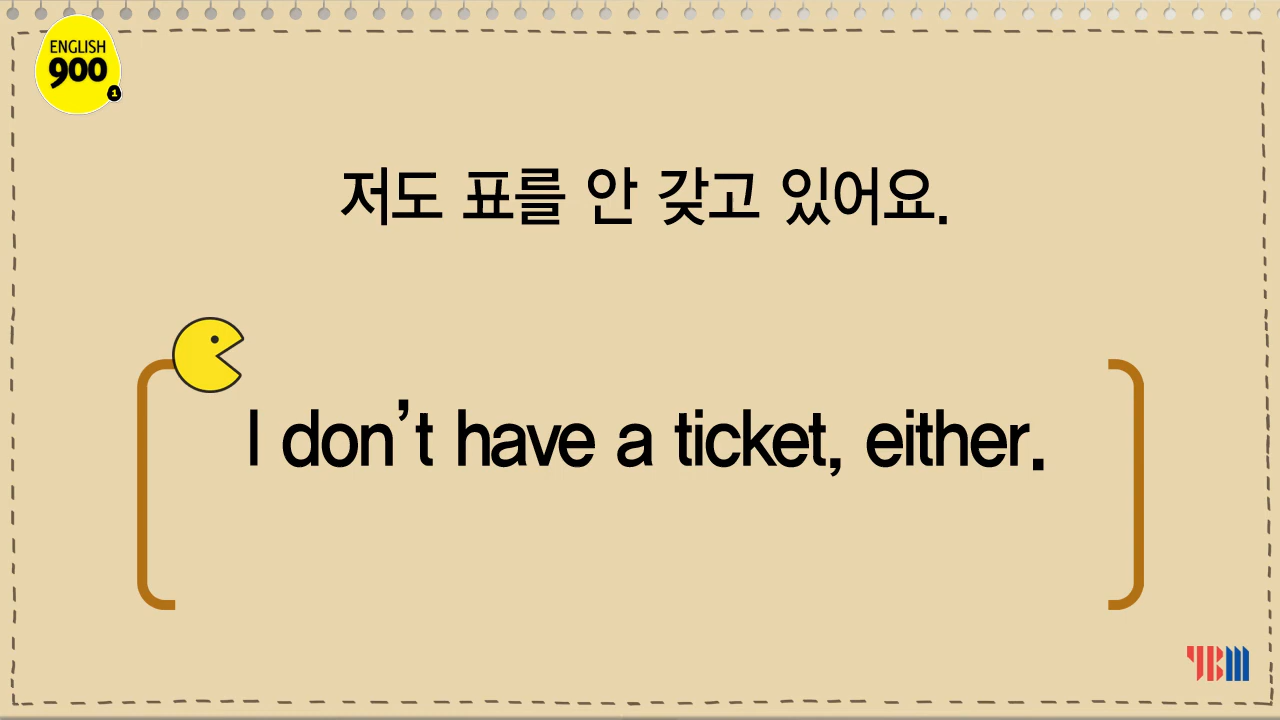 ENGLISH
900
1
저도 표를 안 갖고 있어요.
I don’t have a ticket, either.
YBM